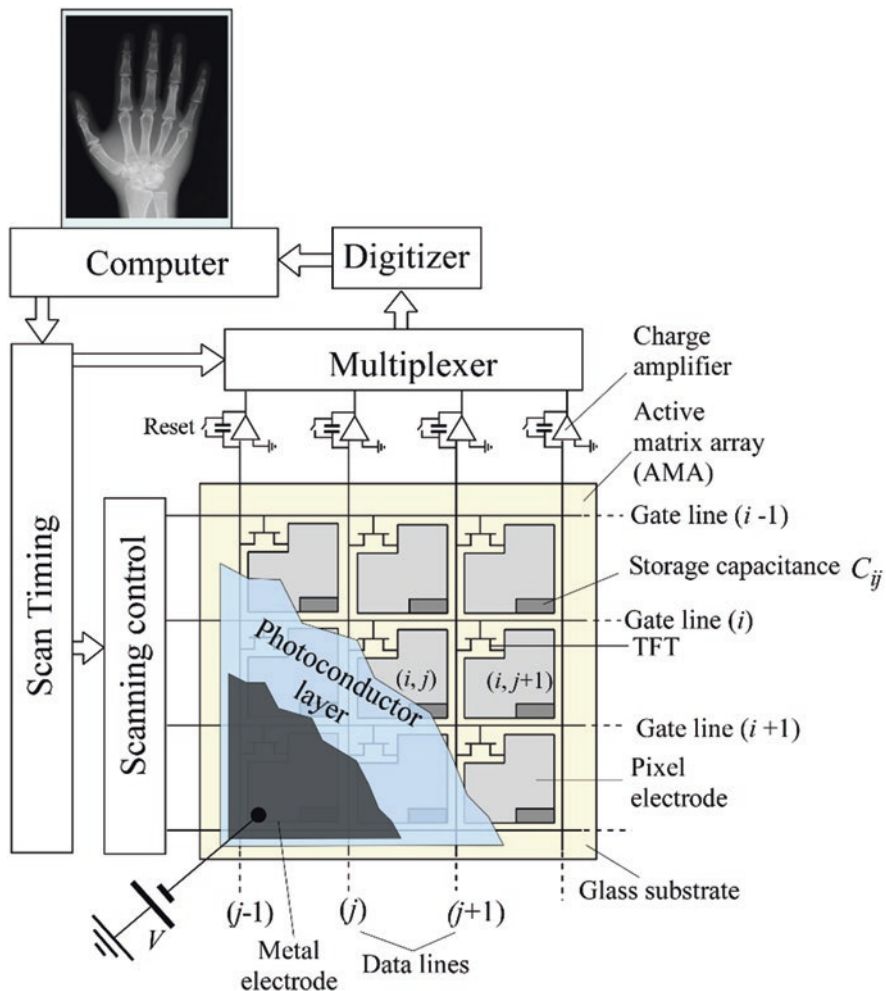 Computer
Digitizer
Multiplexer
Charge
amplifier
Reset
Active
matrix array
(AMA)
Scan Timing
Scanning control
Gate line (i -1)
Storage capacitance C_ij
Gate line (i)
TFT
Photoconductor
layer
(i, j)
(i, j+1)
Gate line (i +1)
Pixel
electrode
Glass substrate
V
(j-1)
(j)
(j+1)
Metal
electrode
Data lines